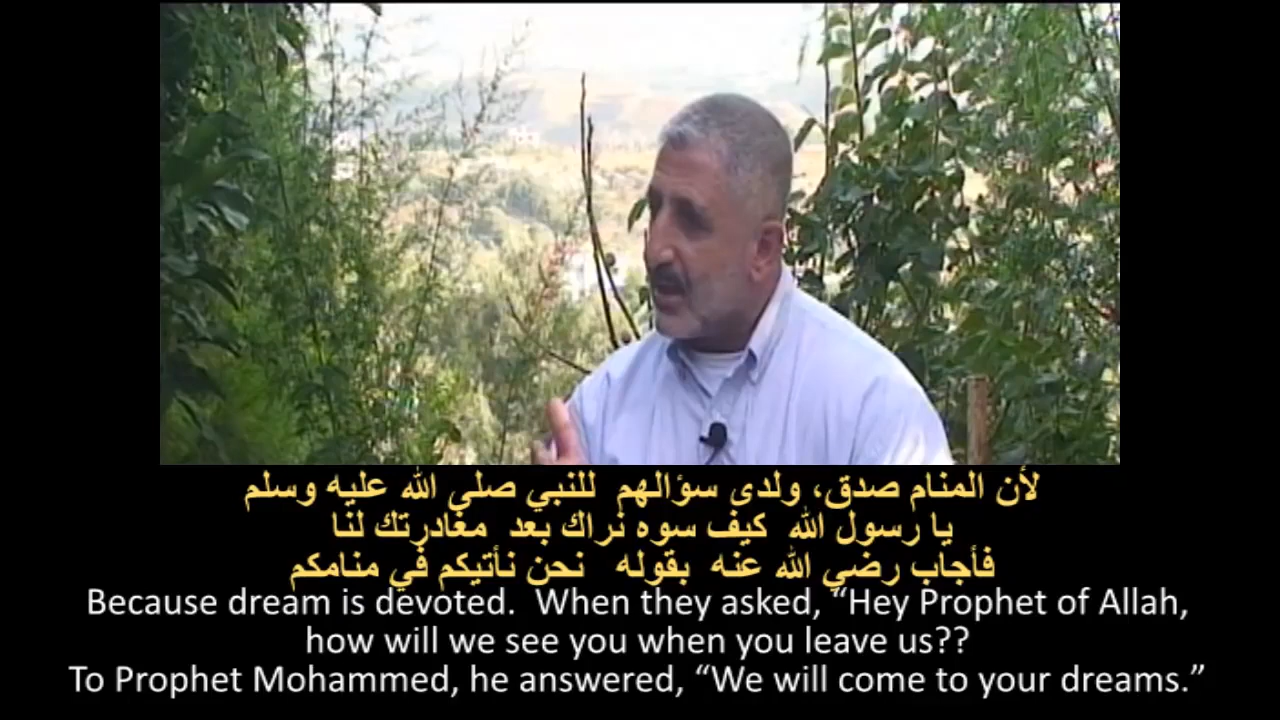 لأن المنام صدق، ولدى سؤالهم للنبي صلى الله عليه وسلم
يا رسول الله كيف سوه نراك بعد مغادرتك لنا
فأجاب رضي الله عنه بقوله نحن نأتيكم في منامكم
Because dream is devoted. When they asked, “Hey Prophet of Allah,
how will we see you when you leave us??
To Prophet Mohammed, he answered, “We will come to your dreams.”